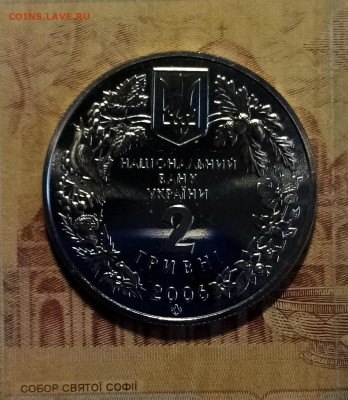 COINS.LAVE.RU
НАЦІОНАЛЬНИЙ
БАНК
УКРАЇНИ
2
ГРИВНІ
2006
СОБОР СВЯТОЇ СОФІЇ